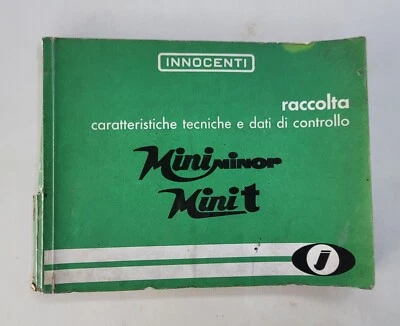 INNOCENTI
raccolta
caratteristiche tecniche e dati di controllo
Mini MINOR
Mini t
j